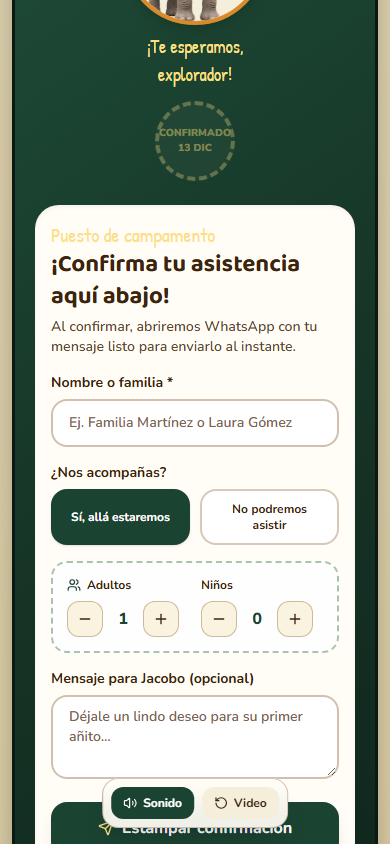 ¡Te esperamos,
explorador!
CONFIRMADO
13 DIC
Puesto de campamento
¡Confirma tu asistencia
aquí abajo!
Al confirmar, abriremos WhatsApp con tu
mensaje listo para enviarlo al instante.
Nombre o familia *
Ej. Familia Martínez o Laura Gómez
¿Nos acompañas?
Sí, allá estaremos
No podremos
asistir
Adultos
Niños
− 1 +
− 0 +
Mensaje para Jacobo (opcional)
Déjale un lindo deseo para su primer
añito...
Sonido
Video
Estampar confirmación